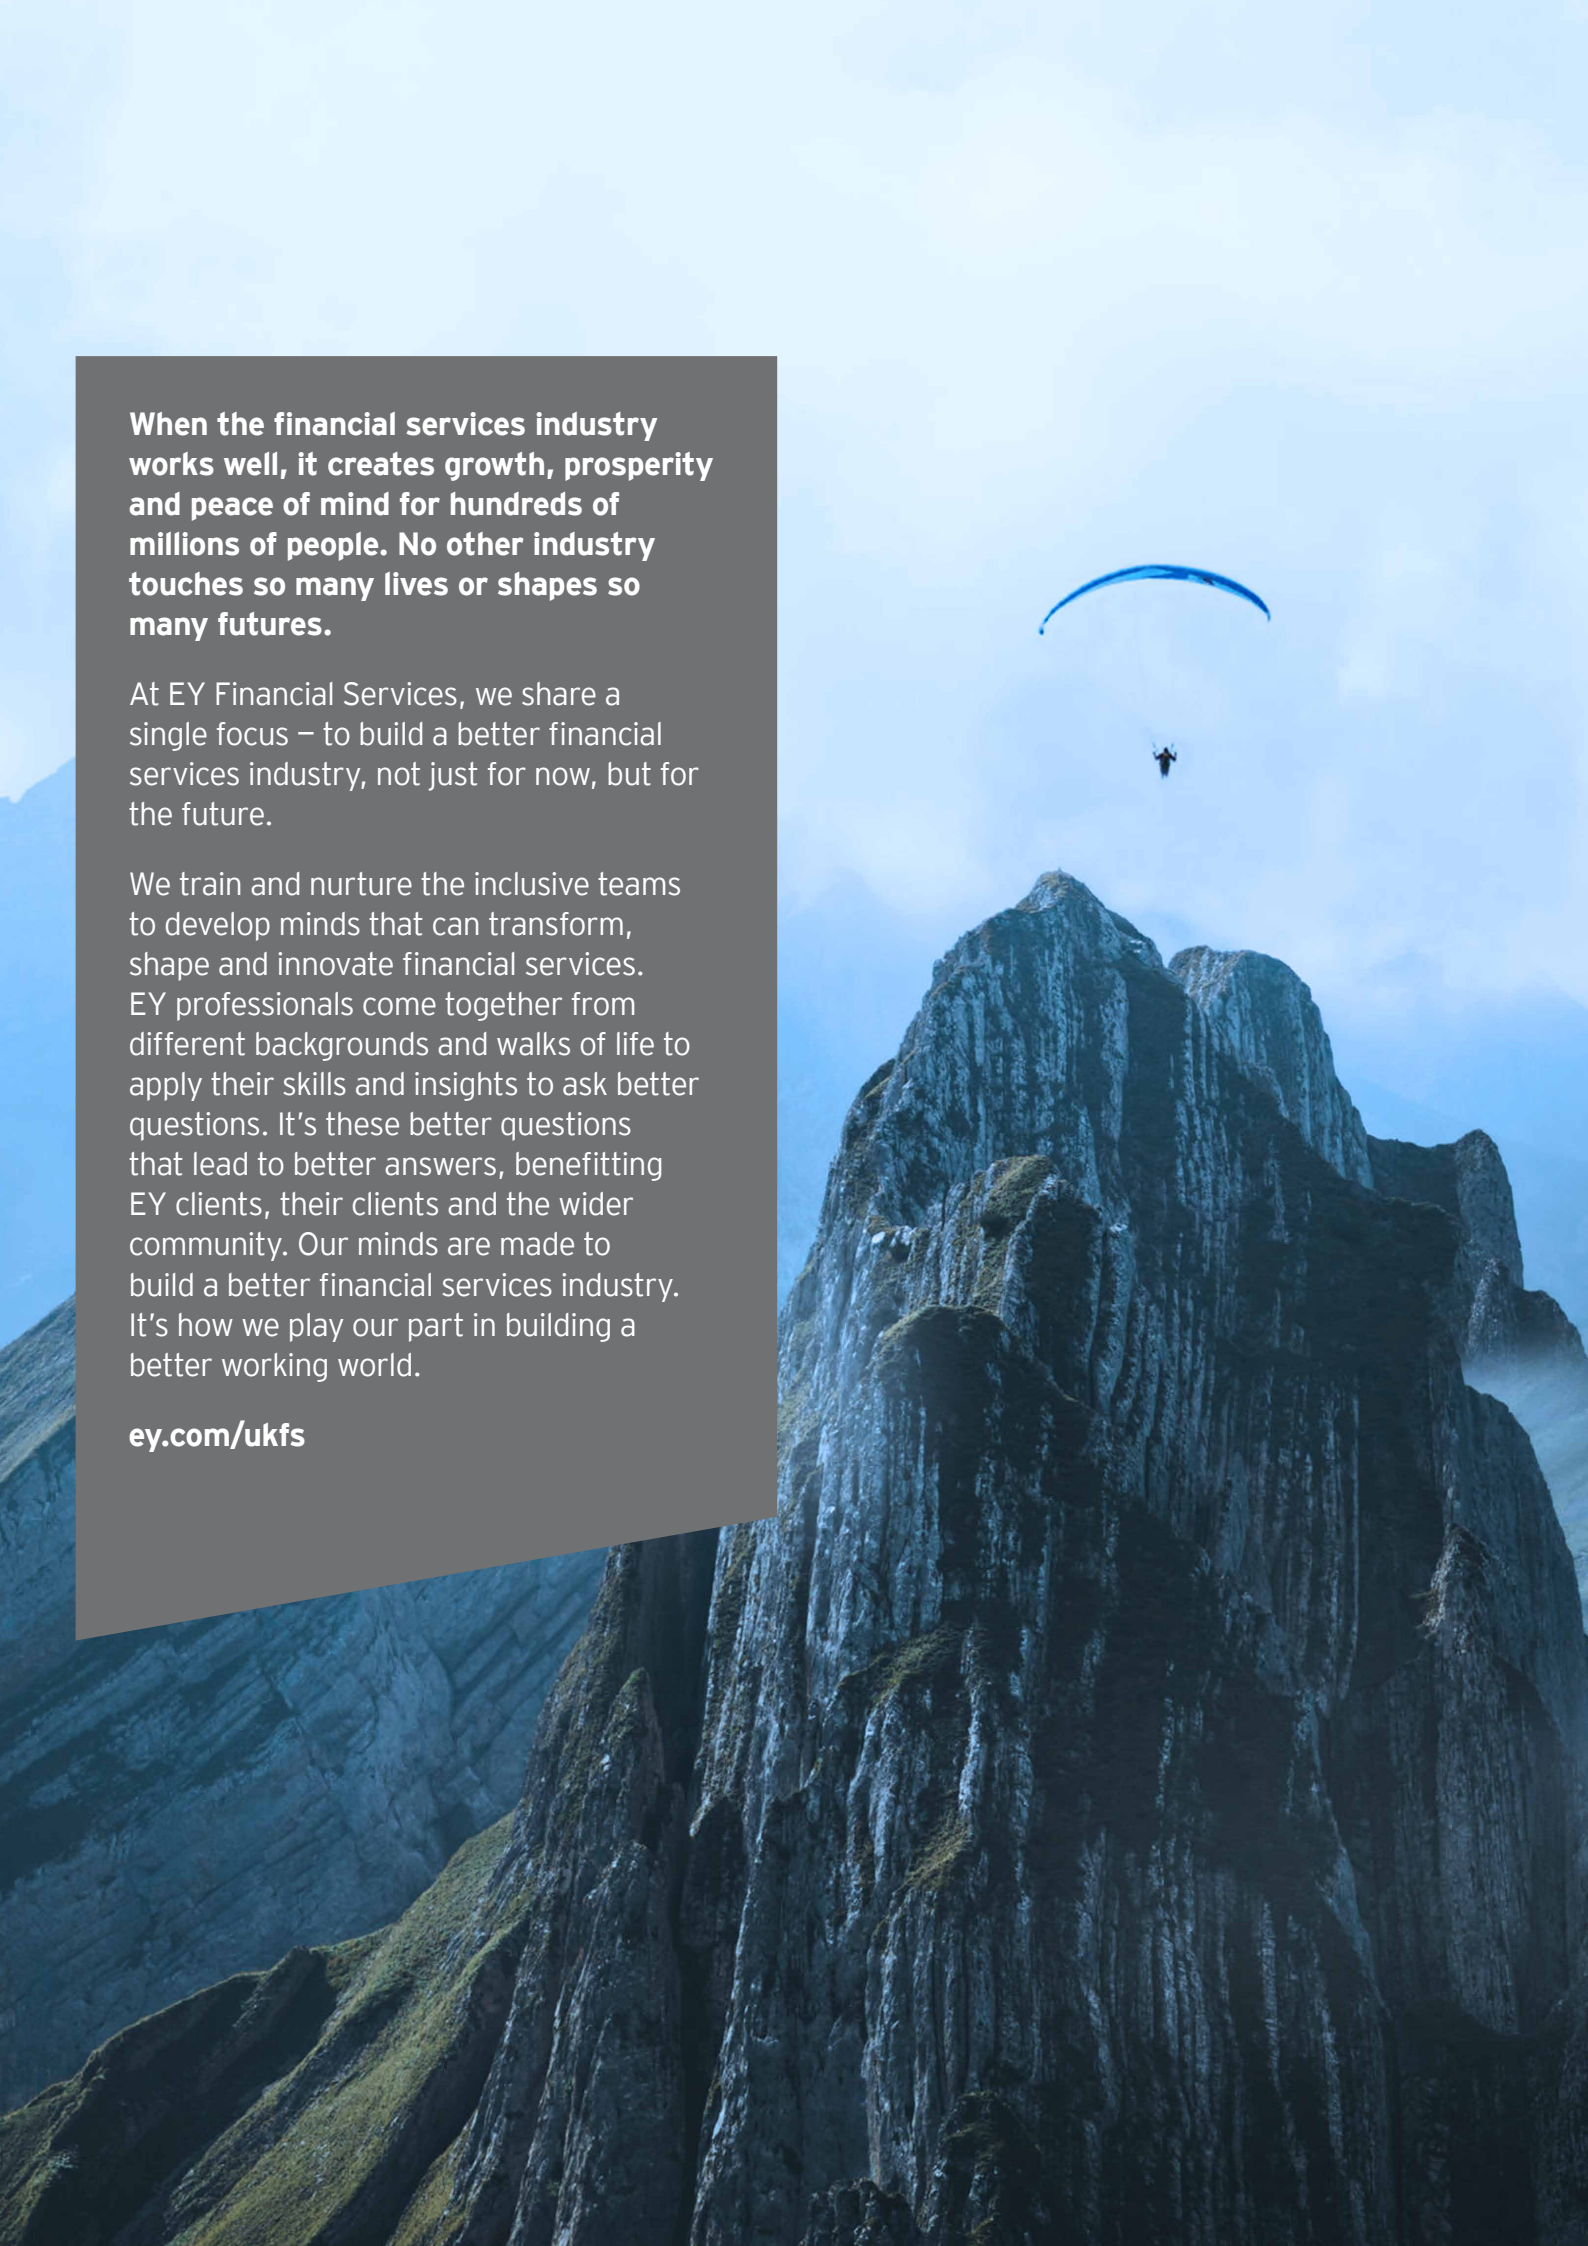 When the financial services industry
works well, it creates growth, prosperity
and peace of mind for hundreds of
millions of people. No other industry
touches so many lives or shapes so
many futures.
At EY Financial Services, we share a
single focus – to build a better financial
services industry, not just for now, but for
the future.
We train and nurture the inclusive teams
to develop minds that can transform,
shape and innovate financial services.
EY professionals come together from
different backgrounds and walks of life to
apply their skills and insights to ask better
questions. It’s these better questions
that lead to better answers, benefitting
EY clients, their clients and the wider
community. Our minds are made to
build a better financial services industry.
It’s how we play our part in building a
better working world.
ey.com/ukfs